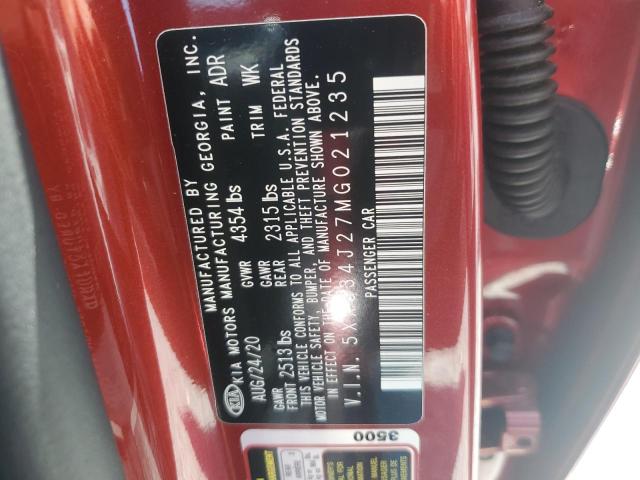 KIA
MANUFACTURED BY
KIA MOTORS MANUFACTURING GEORGIA, INC.
AUG/24/20 GVWR 4354 lbs PAINT ADR
GAWR GAWR
FRONT 2513 lbs REAR 2315 lbs TRIM WK
THIS VEHICLE CONFORMS TO ALL APPLICABLE U.S.A. FEDERAL
MOTOR VEHICLE SAFETY, BUMPER, AND THEFT PREVENTION STANDARDS
IN EFFECT ON THE DATE OF MANUFACTURE SHOWN ABOVE.
V.I.N. 34J27MG021235
PASSENGER CAR
3500